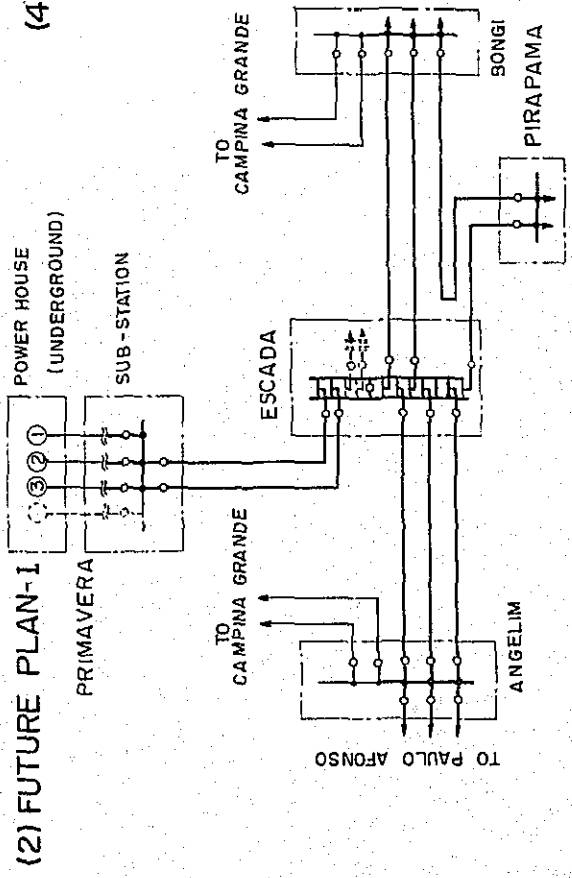 (2) FUTURE PLAN-I
(4
POWER HOUSE
(UNDERGROUND)
3 2 1
SUB-STATION
PRIMAVERA
TO
CAMPINA GRANDE
BONGI
PIRAPAMA
ESCADA
TO
CAMPINA GRANDE
ANGELIM
TO PAULO AFONSO